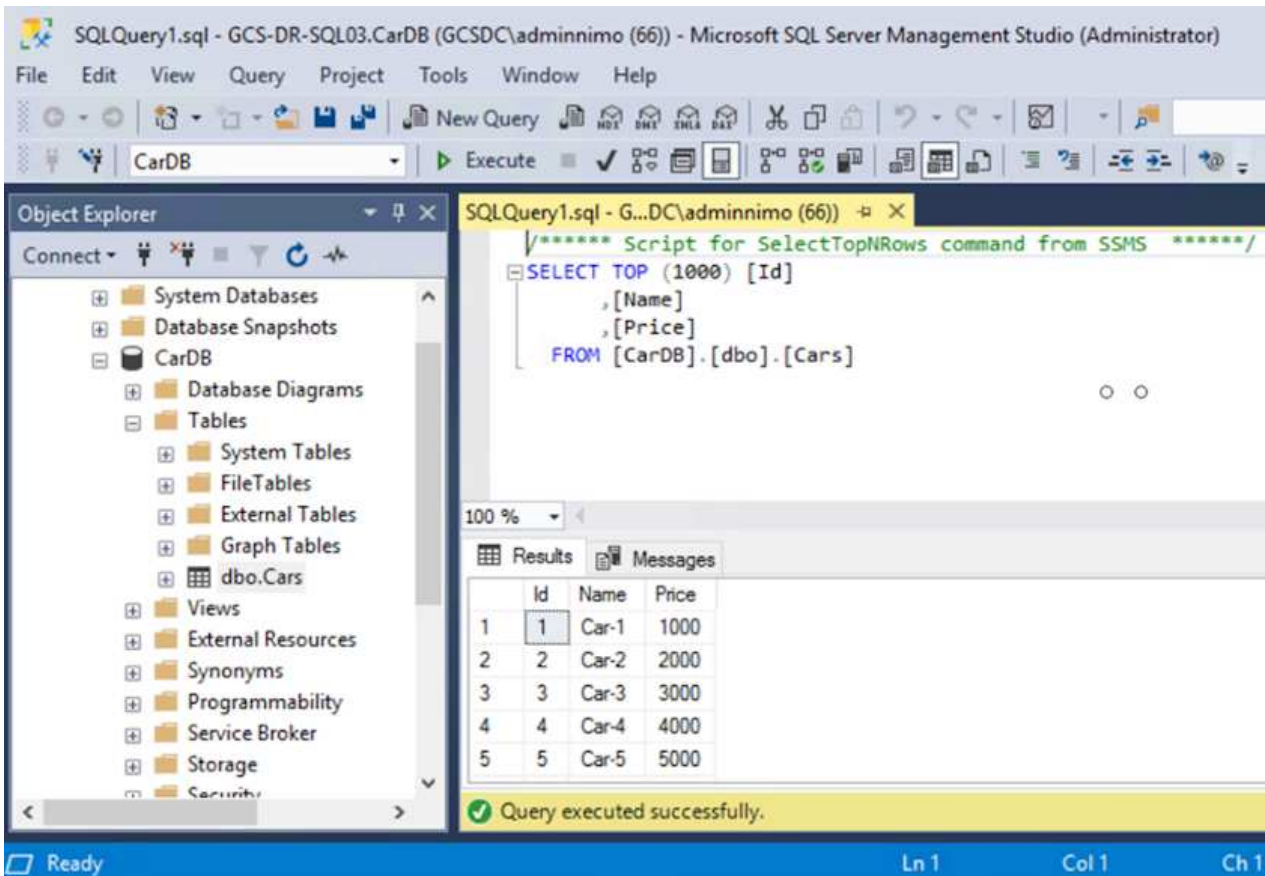 SQLQuery1.sql - GCS-DR-SQL03.CarDB (GCSDC\adminnimo (66)) - Microsoft SQL Server Management Studio (Administrator)
File Edit View Query Project Tools Window Help
New Query MDX DMX XMLA DAX
CarDB Execute
Object Explorer
Connect
System Databases
Database Snapshots
CarDB
Database Diagrams
Tables
System Tables
FileTables
External Tables
Graph Tables
dbo.Cars
Views
External Resources
Synonyms
Programmability
Service Broker
Storage
Security
SQLQuery1.sql - G...DC\adminnimo (66))
/****** Script for SelectTopNRows command from SSMS ******/
SELECT TOP (1000) [Id]
,[Name]
,[Price]
FROM [CarDB].[dbo].[Cars]
100 %
Results Messages
Id Name Price
1 1 Car-1 1000
2 2 Car-2 2000
3 3 Car-3 3000
4 4 Car-4 4000
5 5 Car-5 5000
Query executed successfully.
Ready Ln 1 Col 1 Ch 1